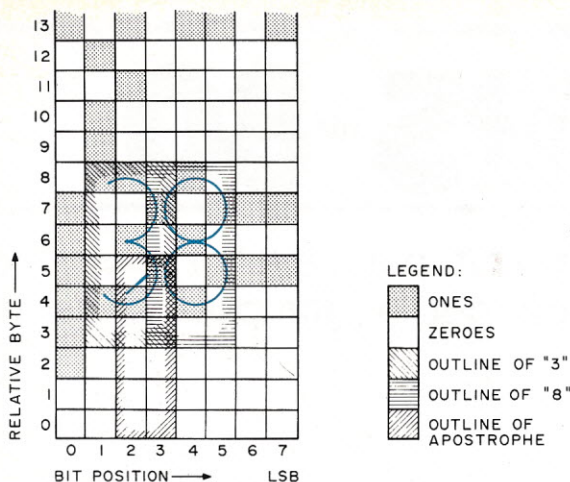 13
12
11
10
9
8
7
6
5
4
3
2
1
0
RELATIVE BYTE
0 1 2 3 4 5 6 7
BIT POSITION LSB
LEGEND:
ONES
ZEROES
OUTLINE OF "3"
OUTLINE OF "8"
OUTLINE OF
APOSTROPHE